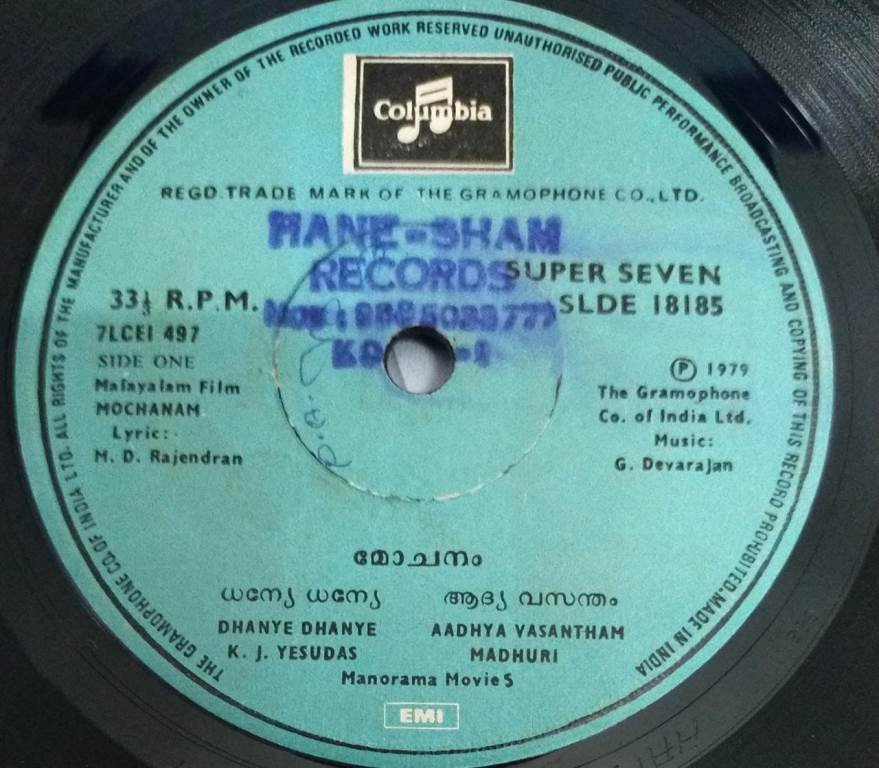 THE GRAMOPHONE CO. OF INDIA LTD. ALL RIGHTS OF THE MANUFACTURER AND OF THE OWNER OF THE RECORDED WORK RESERVED UNAUTHORISED PUBLIC PERFORMANCE BROADCASTING AND COPYING OF THIS RECORD PROHIBITED. MADE IN INDIA
Columbia
REGD. TRADE MARK OF THE GRAMOPHONE CO., LTD.
RECORDS
SUPER SEVEN
33⅓ R.P.M.
SLDE 18185
7LCEI 497
SIDE ONE
Malayalam Film
MOCHANAM
Lyric:
M. D. Rajendran
Ⓟ 1979
The Gramophone
Co. of India Ltd.
Music:
G. Devarajan
മോചനം
ധന്യേ ധന്യേ ആദ്യ വസന്തം
DHANYE DHANYE AADHYA VASANTHAM
K. J. YESUDAS MADHURI
Manorama MovieS
EMI